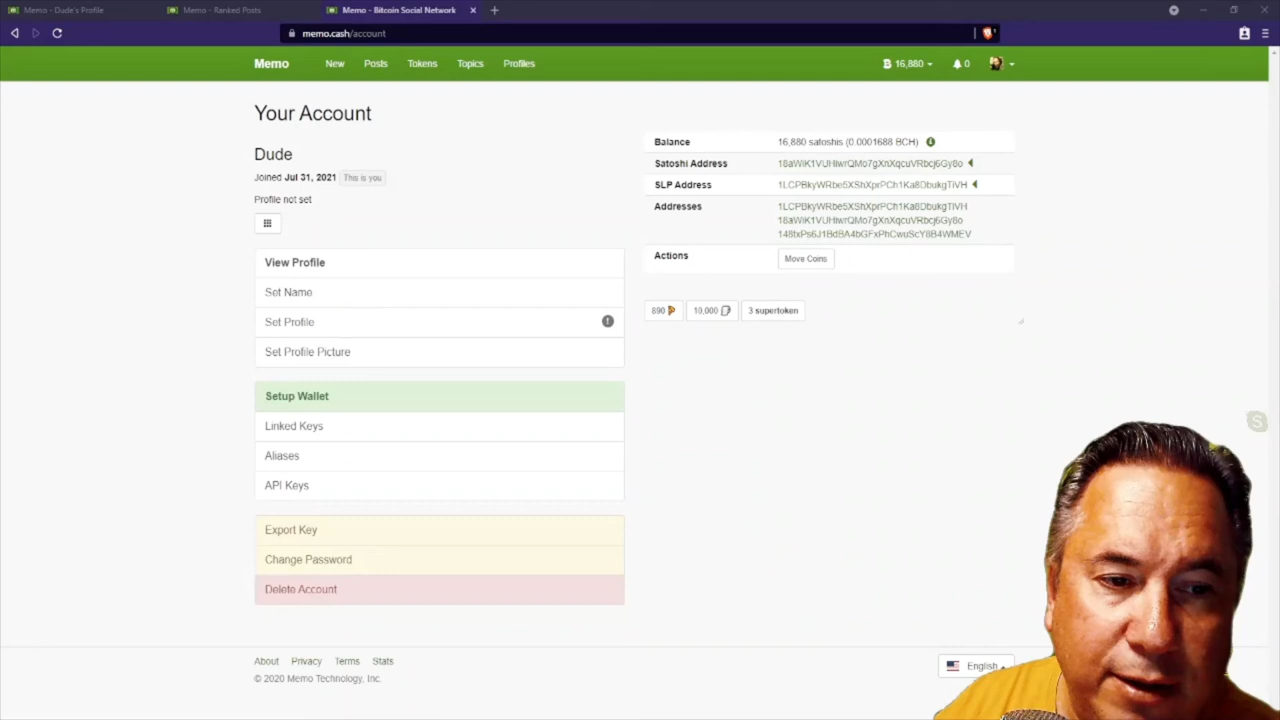 Memo - Dude's Profile
Memo - Ranked Posts
Memo - Bitcoin Social Network
memo.cash/account
Memo New Posts Tokens Topics Profiles 16,880 0
Your Account
Dude
Joined Jul 31, 2021 This is you
Profile not set
View Profile
Set Name
Set Profile
Set Profile Picture
Setup Wallet
Linked Keys
Aliases
API Keys
Export Key
Change Password
Delete Account
Balance 16,880 satoshis (0.0001688 BCH)
Satoshi Address
SLP Address
Addresses
Actions Move Coins
890 10,000 3 supertoken
About Privacy Terms Stats
© 2020 Memo Technology, Inc.
English